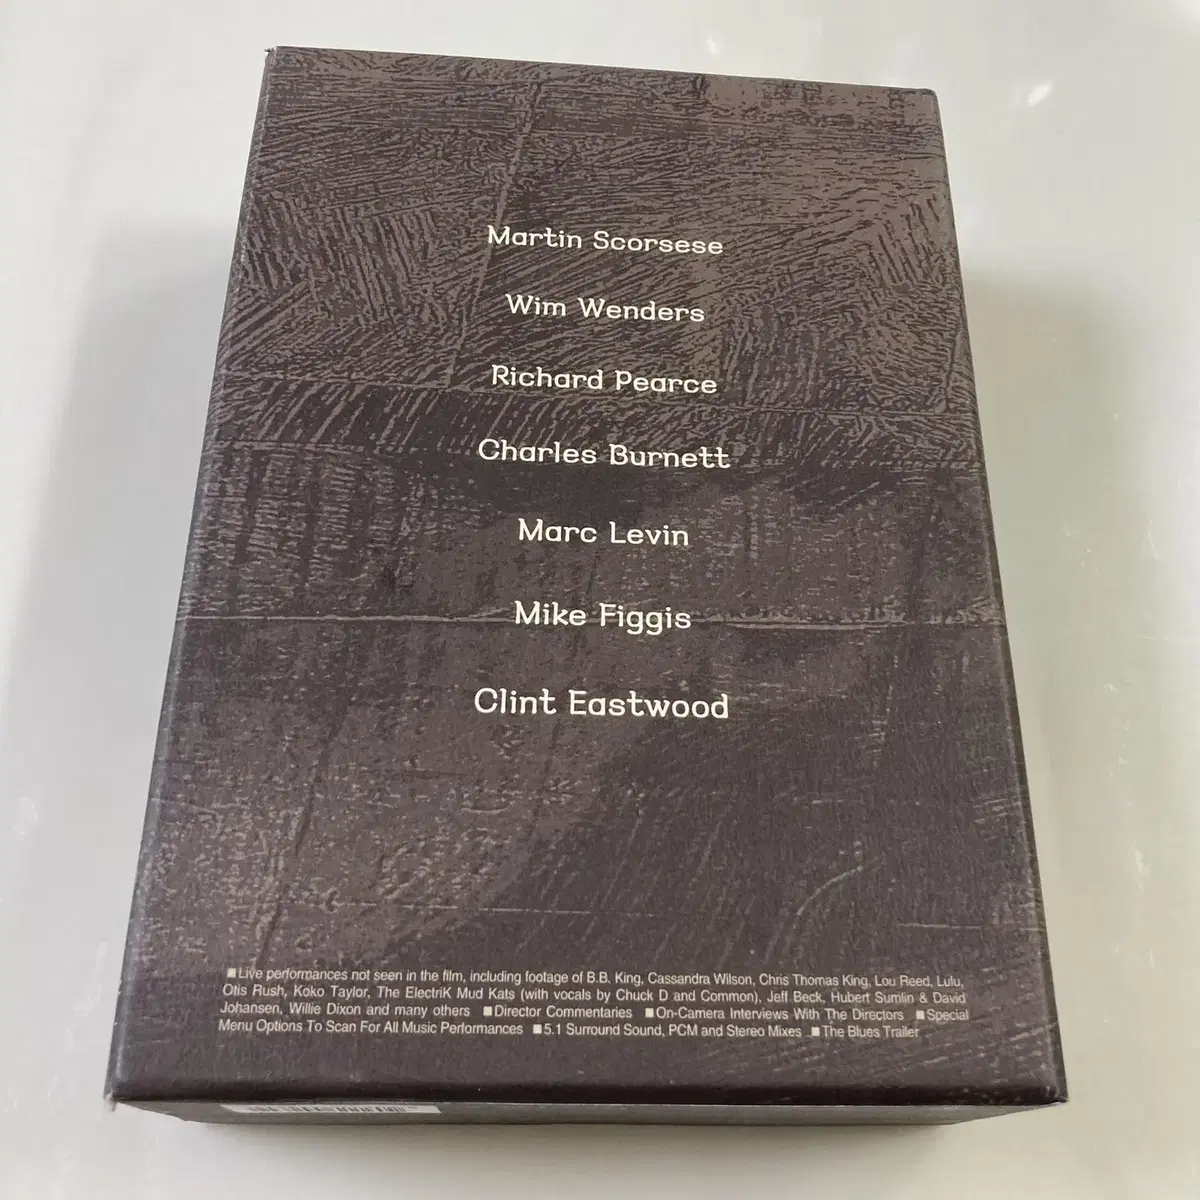 Martin Scorsese
Wim Wenders
Richard Pearce
Charles Burnett
Marc Levin
Mike Figgis
Clint Eastwood
■Live performances not seen in the film, including footage of B.B. King, Cassandra Wilson, Chris Thomas King, Lou Reed, Lulu,
Otis Rush, Koko Taylor, The ElectriK Mud Kats (with vocals by Chuck D and Common), Jeff Beck, Hubert Sumlin & David
Johansen, Willie Dixon and many others ■Director Commentaries ■On-Camera Interviews With The Directors ■Special
Menu Options To Scan For All Music Performances ■5.1 Surround Sound, PCM and Stereo Mixes ■The Blues Trailer